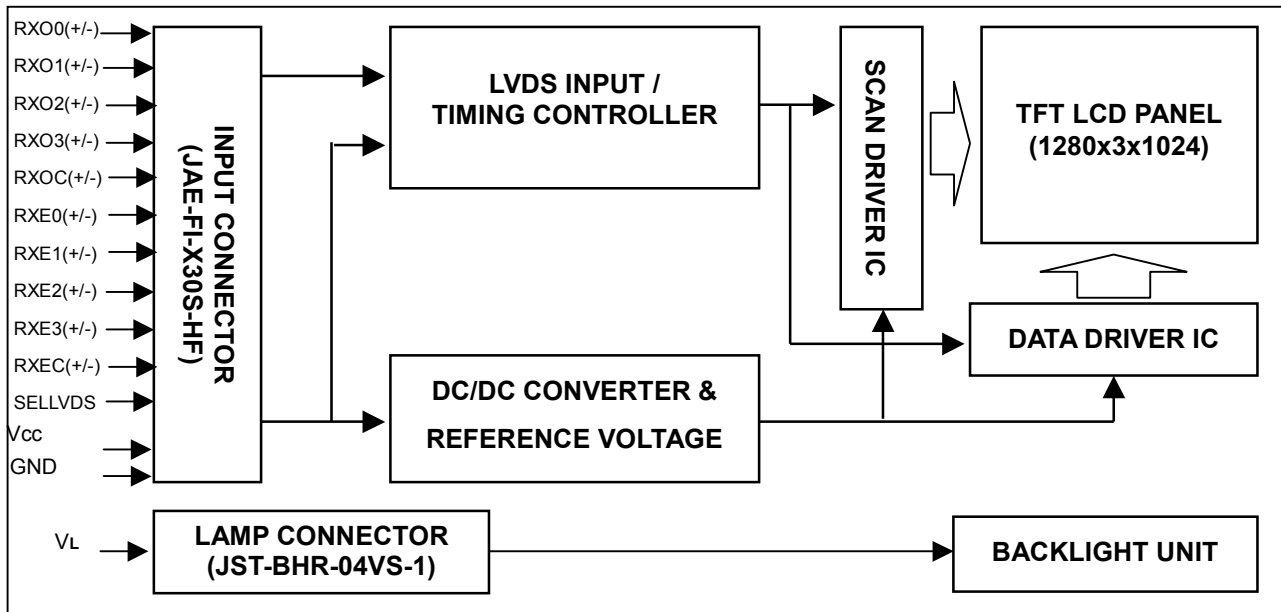 RXO0(+/-)
RXO1(+/-)
RXO2(+/-)
RXO3(+/-)
RXOC(+/-)
RXE0(+/-)
RXE1(+/-)
RXE2(+/-)
RXE3(+/-)
RXEC(+/-)
SELLVDS
Vcc
GND
VL
INPUT CONNECTOR
(JAE-FI-X30S-HF)
LVDS INPUT /
TIMING CONTROLLER
SCAN DRIVER IC
TFT LCD PANEL
(1280x3x1024)
DATA DRIVER IC
DC/DC CONVERTER &
REFERENCE VOLTAGE
LAMP CONNECTOR
(JST-BHR-04VS-1)
BACKLIGHT UNIT